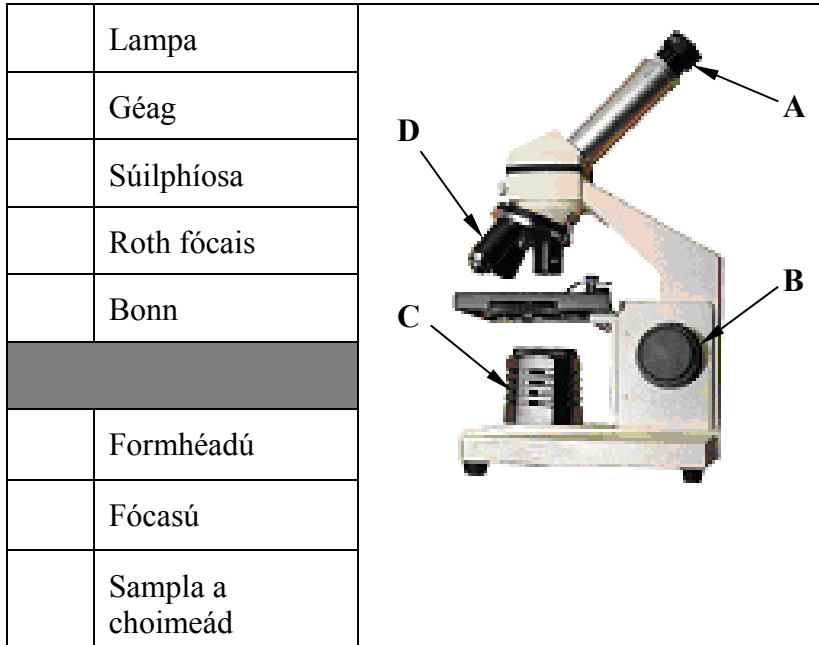 Lampa
Géag
Súilphíosa
Roth fócais
Bonn
Formhéadú
Fócasú
Sampla a
choimeád
A
D
B
C